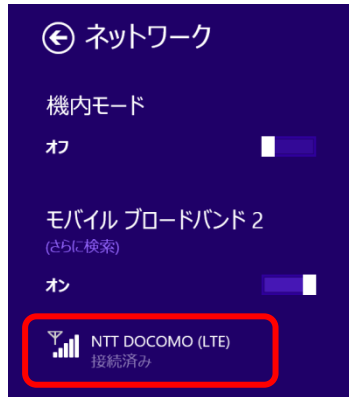 ネットワーク
機内モード
オフ
モバイル ブロードバンド 2
(さらに検索)
オン
NTT DOCOMO (LTE)
接続済み